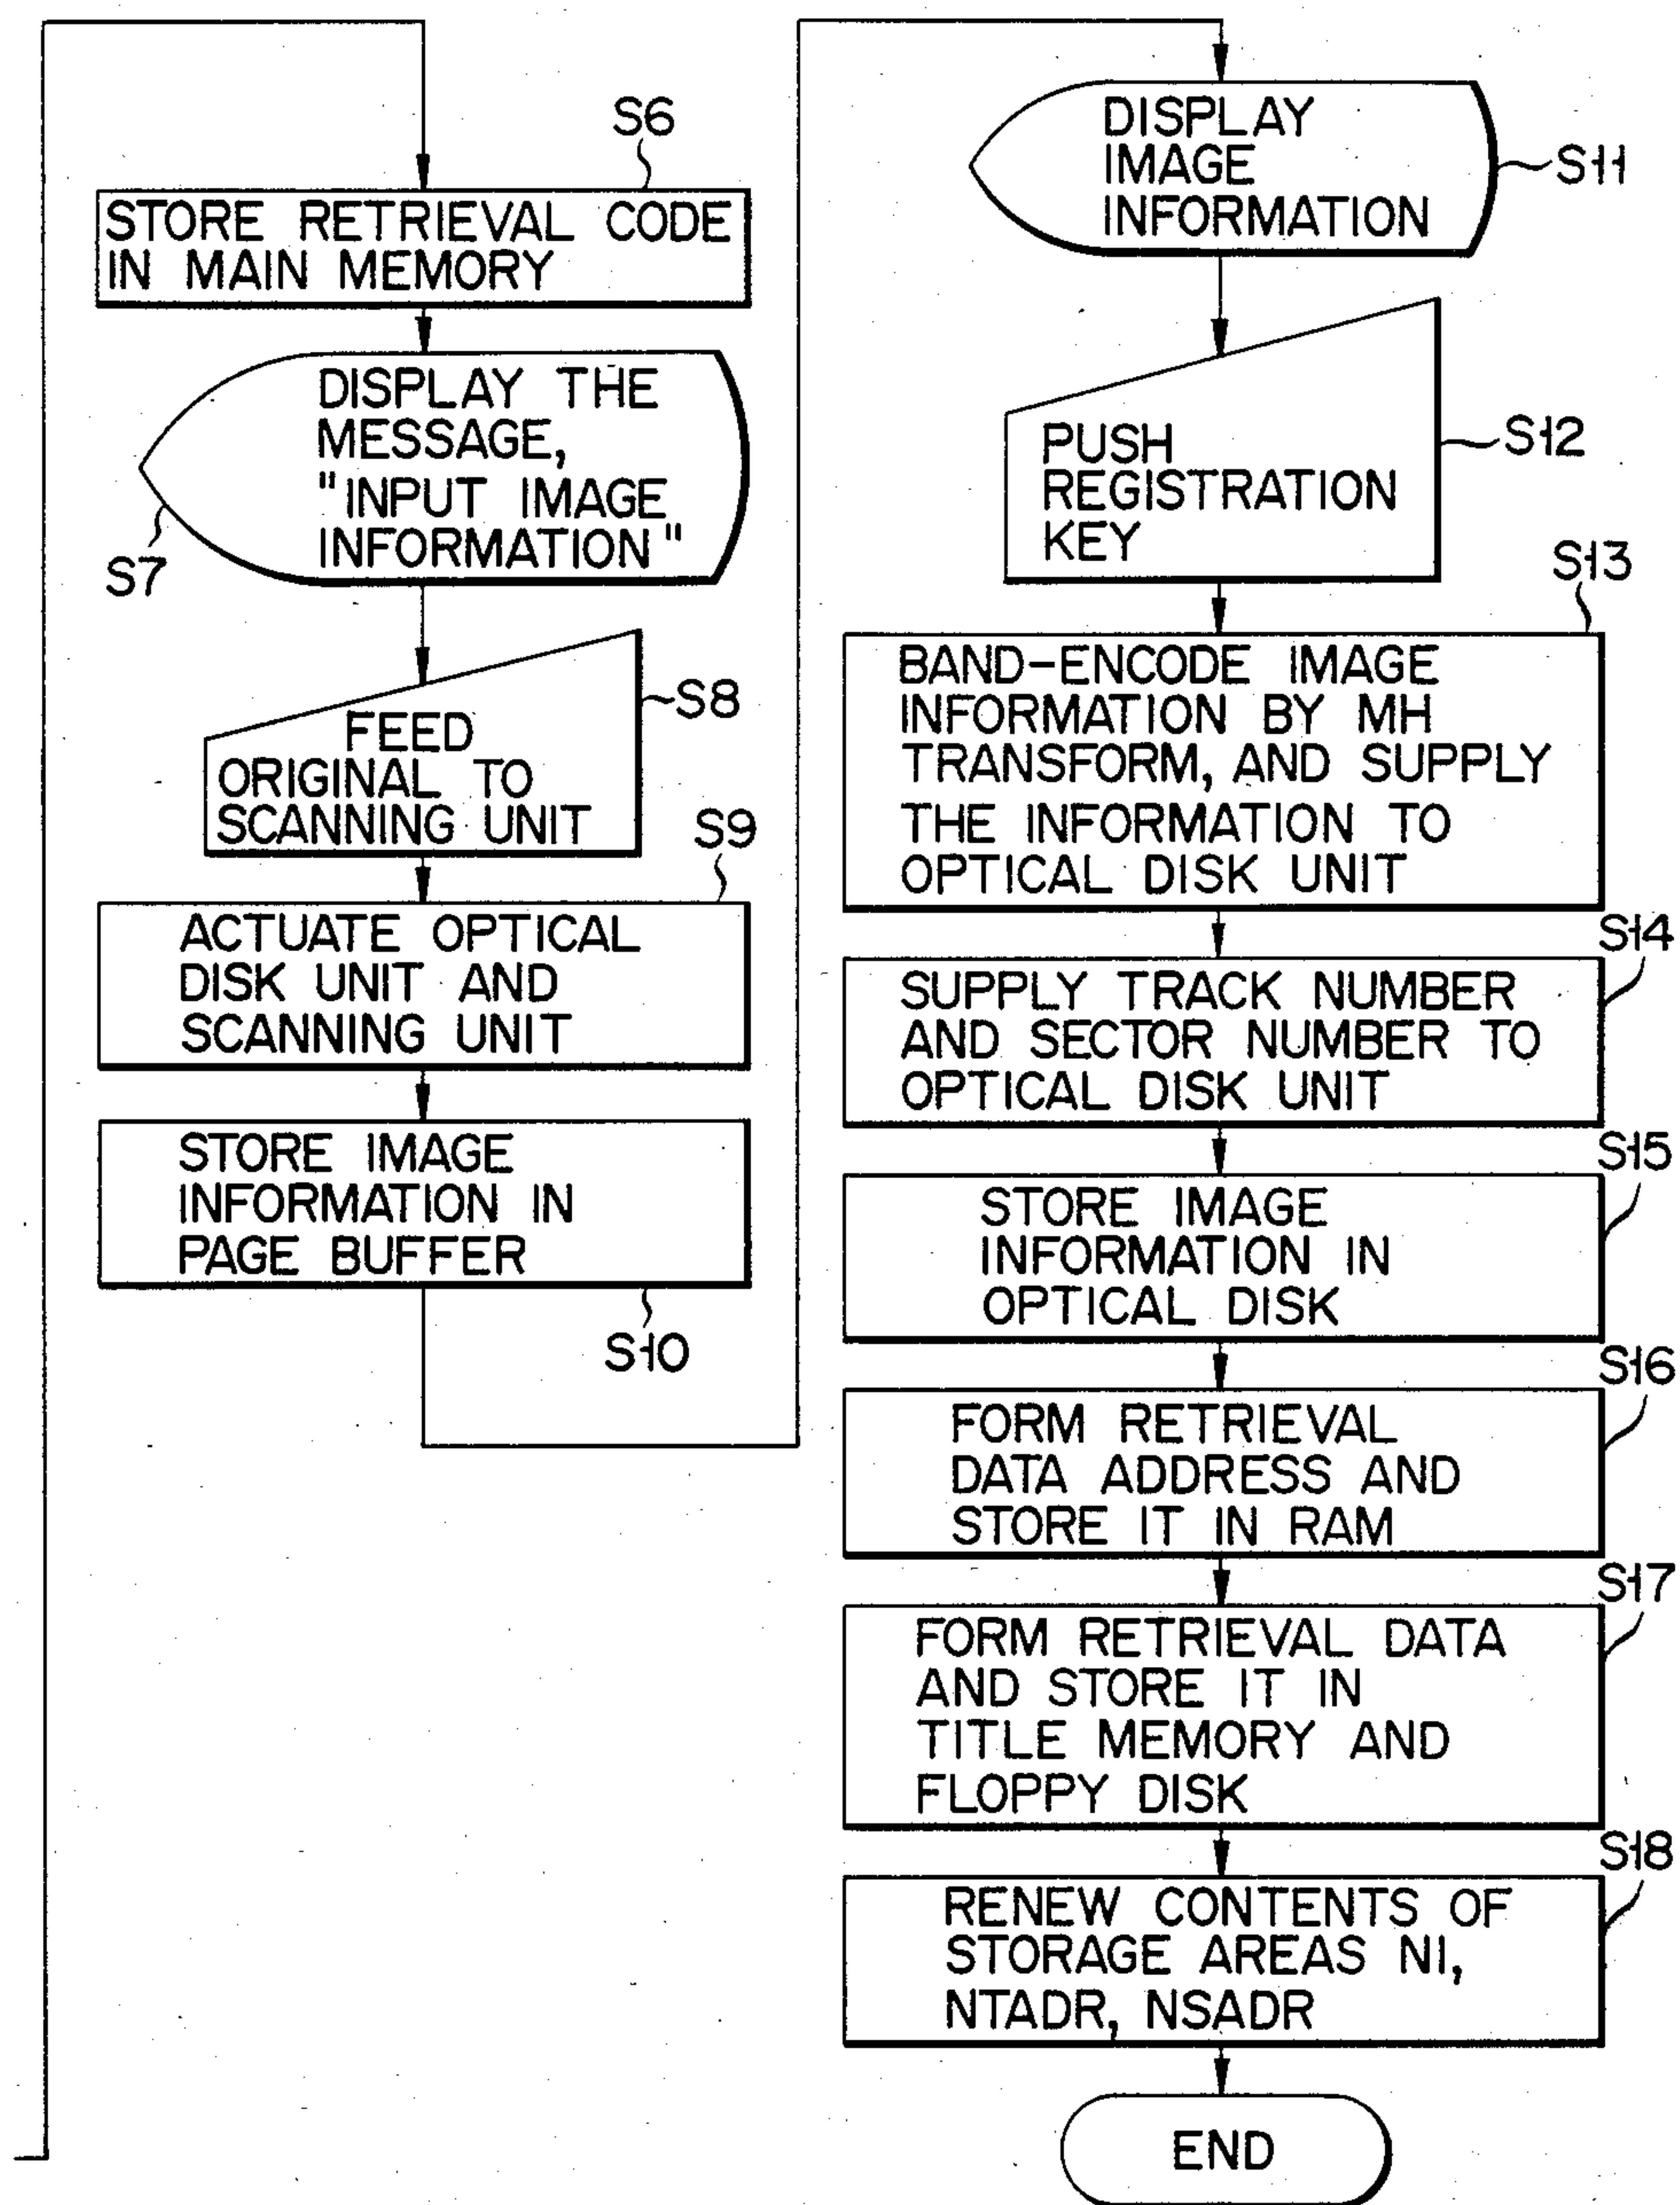 S6
STORE RETRIEVAL CODE
IN MAIN MEMORY
DISPLAY THE
MESSAGE,
"INPUT IMAGE
INFORMATION"
S7
S8
FEED
ORIGINAL TO
SCANNING UNIT
S9
ACTUATE OPTICAL
DISK UNIT AND
SCANNING UNIT
STORE IMAGE
INFORMATION IN
PAGE BUFFER
S10
DISPLAY
IMAGE
INFORMATION
S11
PUSH
REGISTRATION
KEY
S12
S13
BAND-ENCODE IMAGE
INFORMATION BY MH
TRANSFORM, AND SUPPLY
THE INFORMATION TO
OPTICAL DISK UNIT
S14
SUPPLY TRACK NUMBER
AND SECTOR NUMBER TO
OPTICAL DISK UNIT
S15
STORE IMAGE
INFORMATION IN
OPTICAL DISK
S16
FORM RETRIEVAL
DATA ADDRESS AND
STORE IT IN RAM
S17
FORM RETRIEVAL DATA
AND STORE IT IN
TITLE MEMORY AND
FLOPPY DISK
S18
RENEW CONTENTS OF
STORAGE AREAS NI,
NTADR, NSADR
END